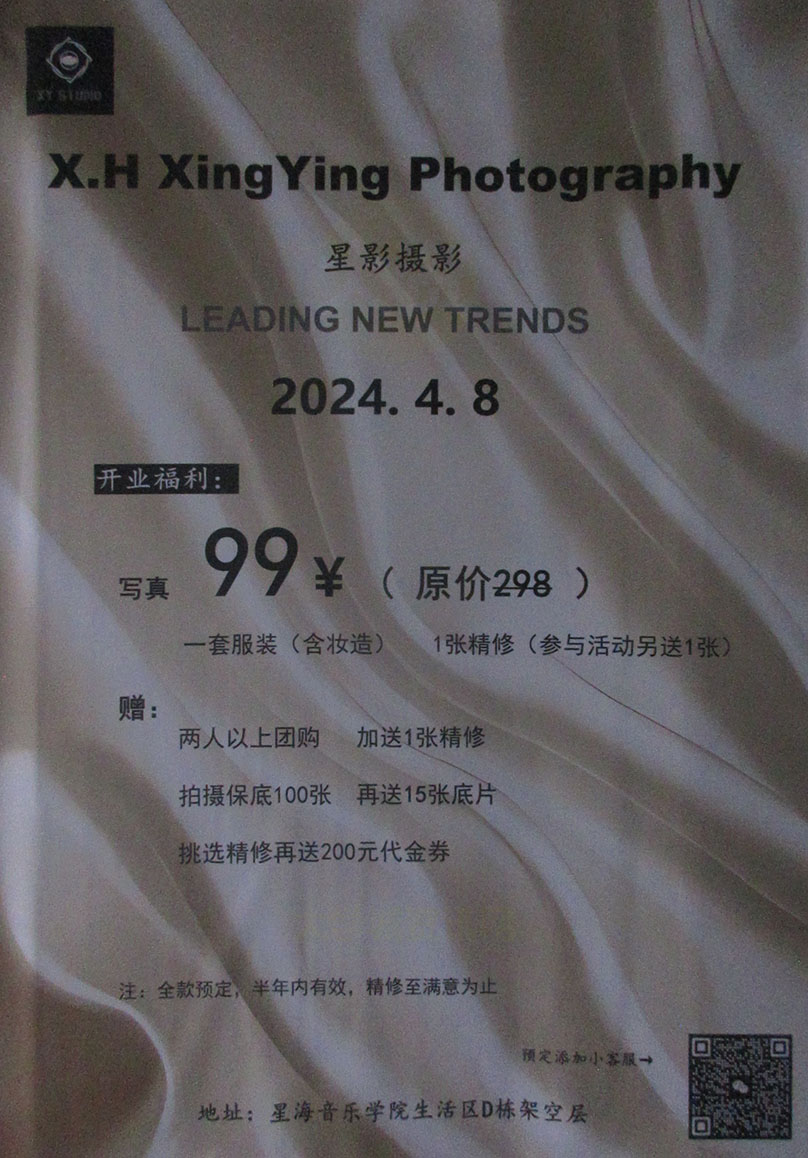 XY STUDIO
X.H XingYing Photography
星影摄影
LEADING NEW TRENDS
2024. 4. 8
开业福利：
写真 99¥ （ 原价298 ）
一套服装（含妆造） 1张精修（参与活动另送1张）
赠：
两人以上团购 加送1张精修
拍摄保底100张 再送15张底片
挑选精修再送200元代金券
注：全款预定，半年内有效，精修至满意为止
预定添加小客服→
地址：星海音乐学院生活区D栋架空层